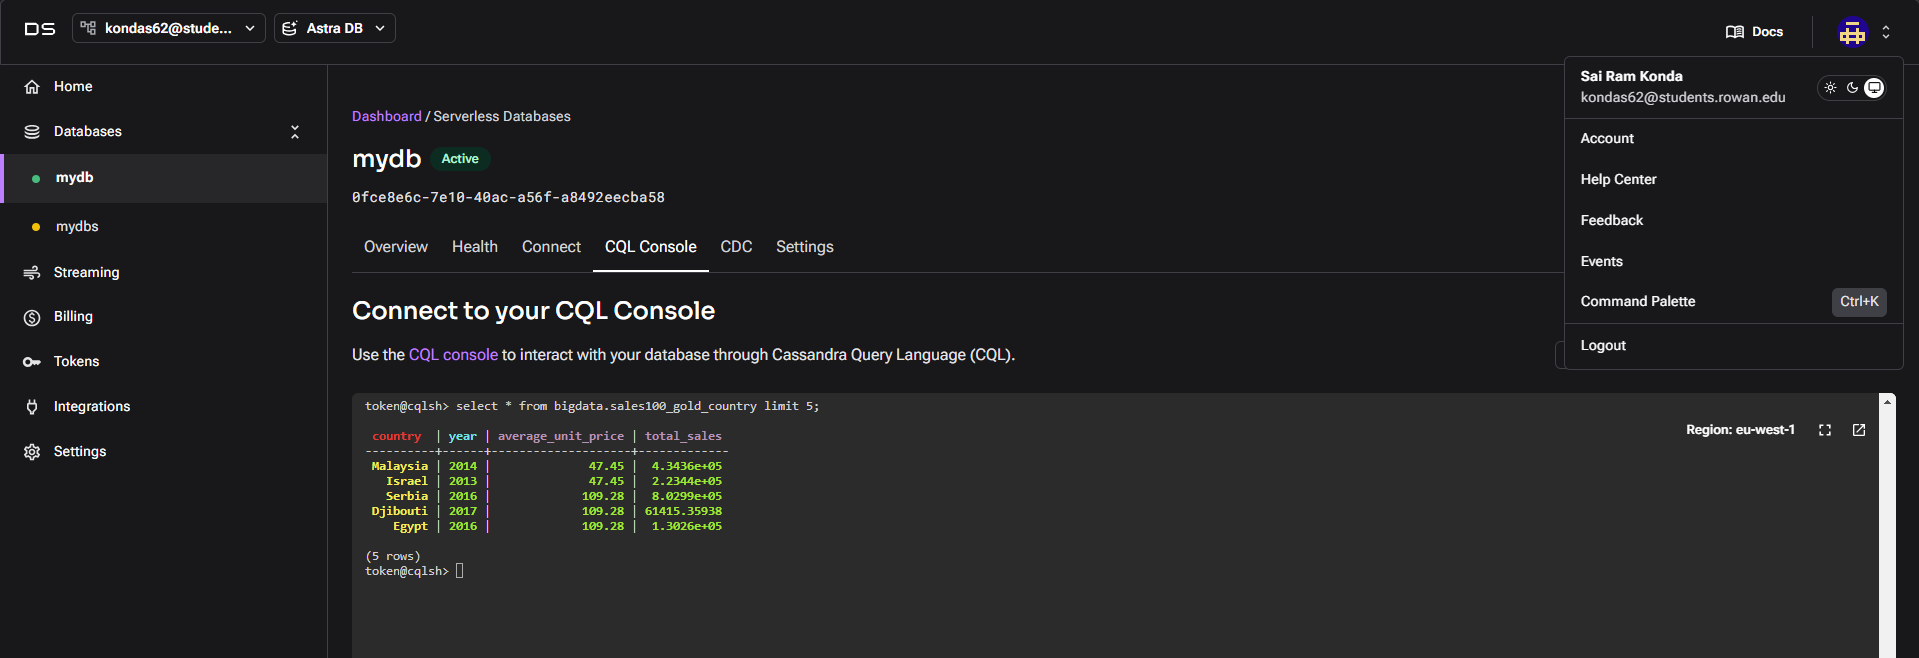 DS kondas62@stude... Astra DB Docs
Sai Ram Konda
kondas62@students.rowan.edu
Account
Help Center
Feedback
Events
Command Palette Ctrl+K
Logout
Home
Databases
mydb
mydbs
Streaming
Billing
Tokens
Integrations
Settings
Dashboard / Serverless Databases
mydb Active
0fce8e6c-7e10-40ac-a56f-a8492eecba58
Overview Health Connect CQL Console CDC Settings
Connect to your CQL Console
Use the CQL console to interact with your database through Cassandra Query Language (CQL).
token@cqlsh> select * from bigdata.sales100_gold_country limit 5;
Region: eu-west-1
country | year | average_unit_price | total_sales
----------+------+--------------------+-------------
Malaysia | 2014 | 47.45 | 4.3436e+05
Israel | 2013 | 47.45 | 2.2344e+05
Serbia | 2016 | 109.28 | 8.0299e+05
Djibouti | 2017 | 109.28 | 61415.35938
Egypt | 2016 | 109.28 | 1.3026e+05
(5 rows)
token@cqlsh>